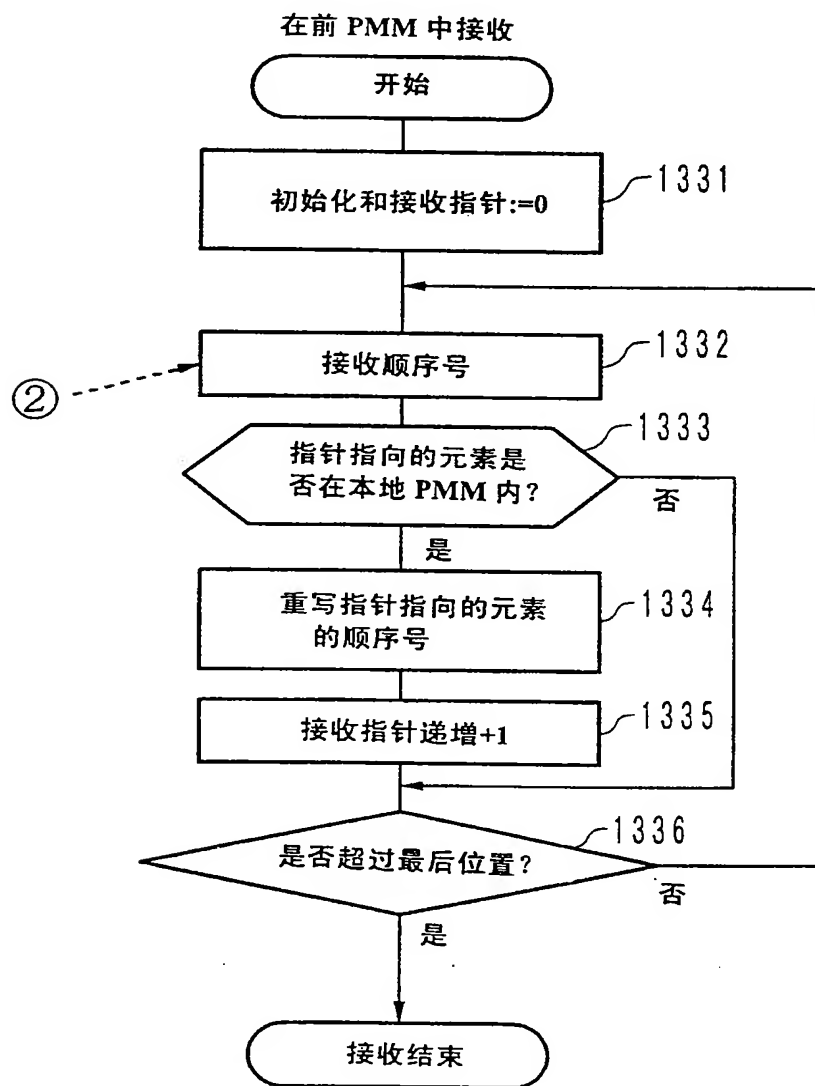 在前 PMM 中接收
开始
初始化和接收指针:=0
1331
接收顺序号
1332
②
指针指向的元素是
否在本地 PMM 内?
1333
否
是
重写指针指向的元素
的顺序号
1334
接收指针递增+1
1335
是否超过最后位置?
1336
否
是
接收结束